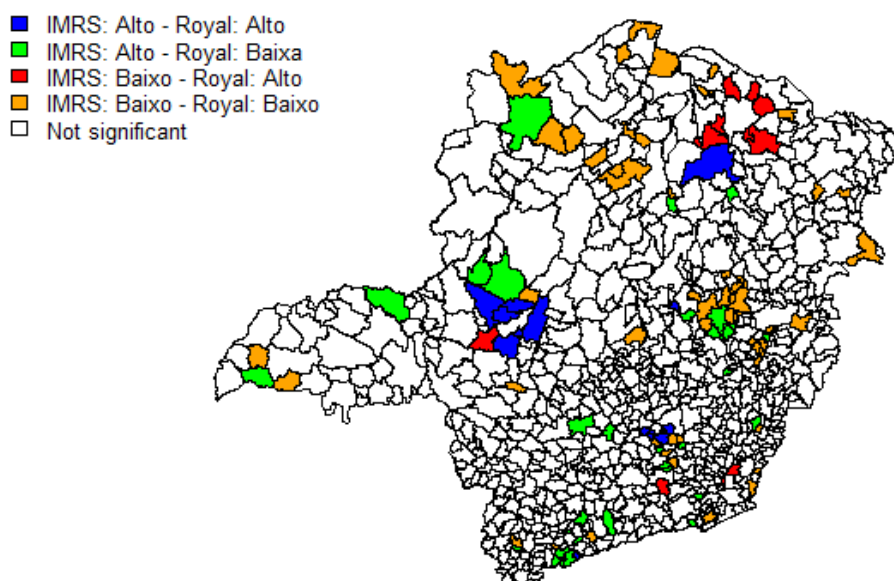 IMRS: Alto - Royal: Alto
IMRS: Alto - Royal: Baixa
IMRS: Baixo - Royal: Alto
IMRS: Baixo - Royal: Baixo
Not significant